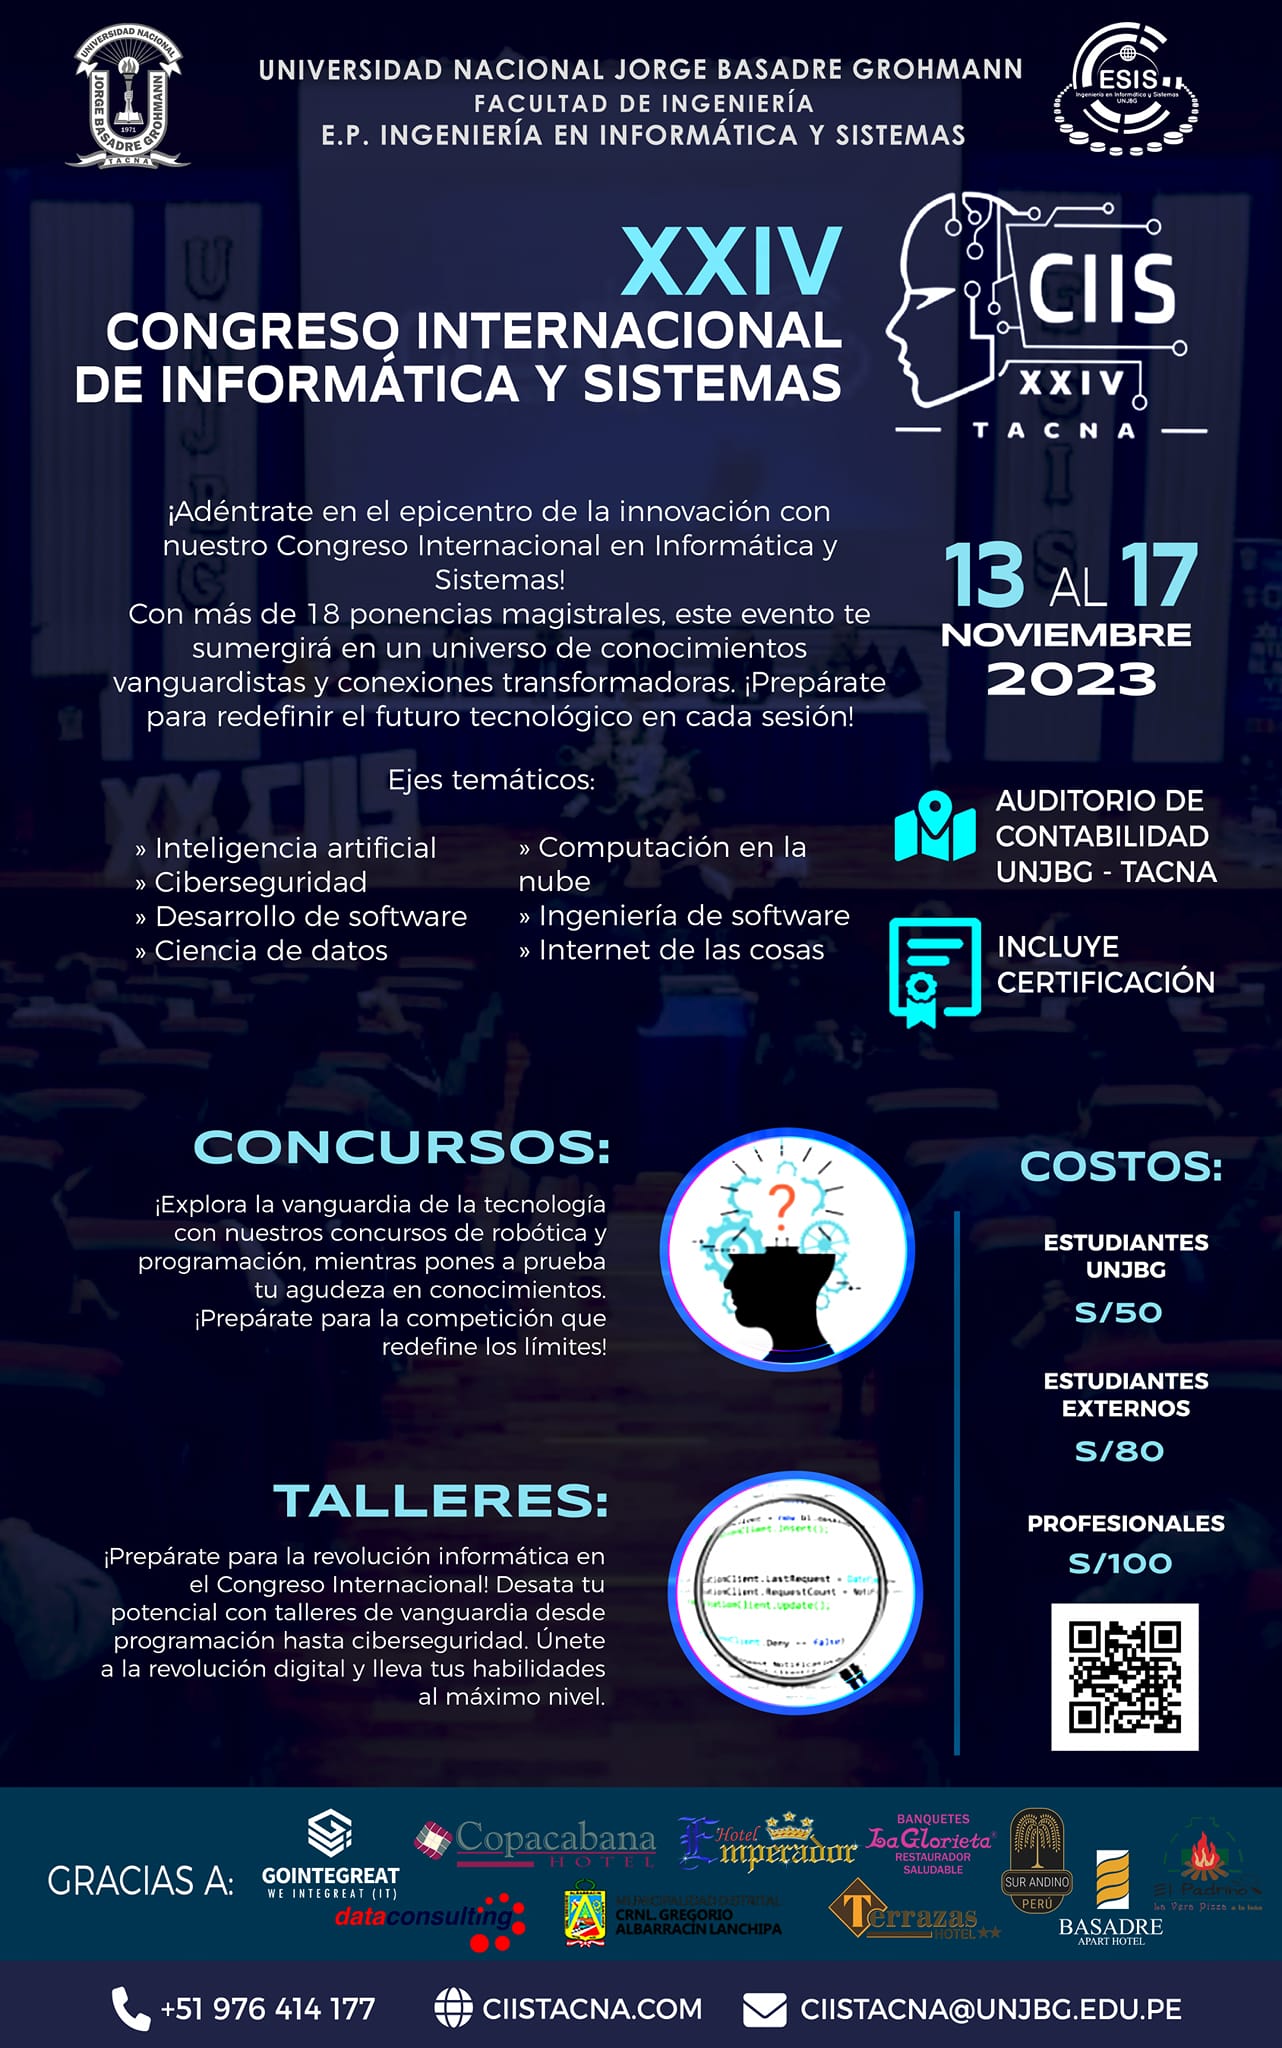 UNIVERSIDAD NACIONAL
JORGE BASADRE GROHMANN
1971
TACNA
UNIVERSIDAD NACIONAL JORGE BASADRE GROHMANN
FACULTAD DE INGENIERÍA
E.P. INGENIERÍA EN INFORMÁTICA Y SISTEMAS
ESIS
Ingeniería en Informática y Sistemas
UNJBG
XXIV
CONGRESO INTERNACIONAL
DE INFORMÁTICA Y SISTEMAS
CIIS
XXIV
TACNA
¡Adéntrate en el epicentro de la innovación con
nuestro Congreso Internacional en Informática y
Sistemas!
Con más de 18 ponencias magistrales, este evento te
sumergirá en un universo de conocimientos
vanguardistas y conexiones transformadoras. ¡Prepárate
para redefinir el futuro tecnológico en cada sesión!
13 AL 17
NOVIEMBRE
2023
Ejes temáticos:
» Inteligencia artificial
» Ciberseguridad
» Desarrollo de software
» Ciencia de datos
» Computación en la
nube
» Ingeniería de software
» Internet de las cosas
AUDITORIO DE
CONTABILIDAD
UNJBG - TACNA
INCLUYE
CERTIFICACIÓN
CONCURSOS:
¡Explora la vanguardia de la tecnología
con nuestros concursos de robótica y
programación, mientras pones a prueba
tu agudeza en conocimientos.
¡Prepárate para la competición que
redefine los límites!
?
COSTOS:
ESTUDIANTES
UNJBG
S/50
ESTUDIANTES
EXTERNOS
S/80
PROFESIONALES
S/100
TALLERES:
¡Prepárate para la revolución informática en
el Congreso Internacional! Desata tu
potencial con talleres de vanguardia desde
programación hasta ciberseguridad. Únete
a la revolución digital y lleva tus habilidades
al máximo nivel.
GRACIAS A:
GOINTEGREAT
WE INTEGREAT (IT)
Copacabana
HOTEL
Hotel
Emperador
BANQUETES
La Glorieta
RESTAURADOR
SALUDABLE
SUR ANDINO
PERÚ
BASADRE
APART HOTEL
El Padrino
La Vera Pizza a la leña
dataconsulting
MUNICIPALIDAD DISTRITAL
CRNL. GREGORIO
ALBARRACÍN LANCHIPA
Terrazas
HOTEL ★★
+51 976 414 177
CIISTACNA.COM
CIISTACNA@UNJBG.EDU.PE